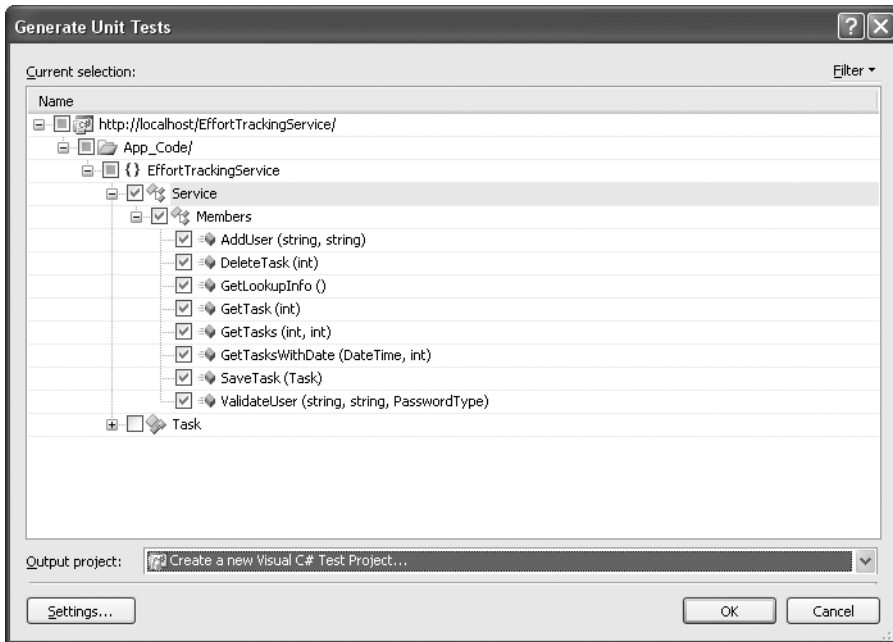 Generate Unit Tests
Current selection:
Filter
Name
http://localhost/EffortTrackingService/
App_Code/
{} EffortTrackingService
Service
Members
AddUser (string, string)
DeleteTask (int)
GetLookupInfo ()
GetTask (int)
GetTasks (int, int)
GetTasksWithDate (DateTime, int)
SaveTask (Task)
ValidateUser (string, string, PasswordType)
Task
Output project: Create a new Visual C# Test Project...
Settings... OK Cancel